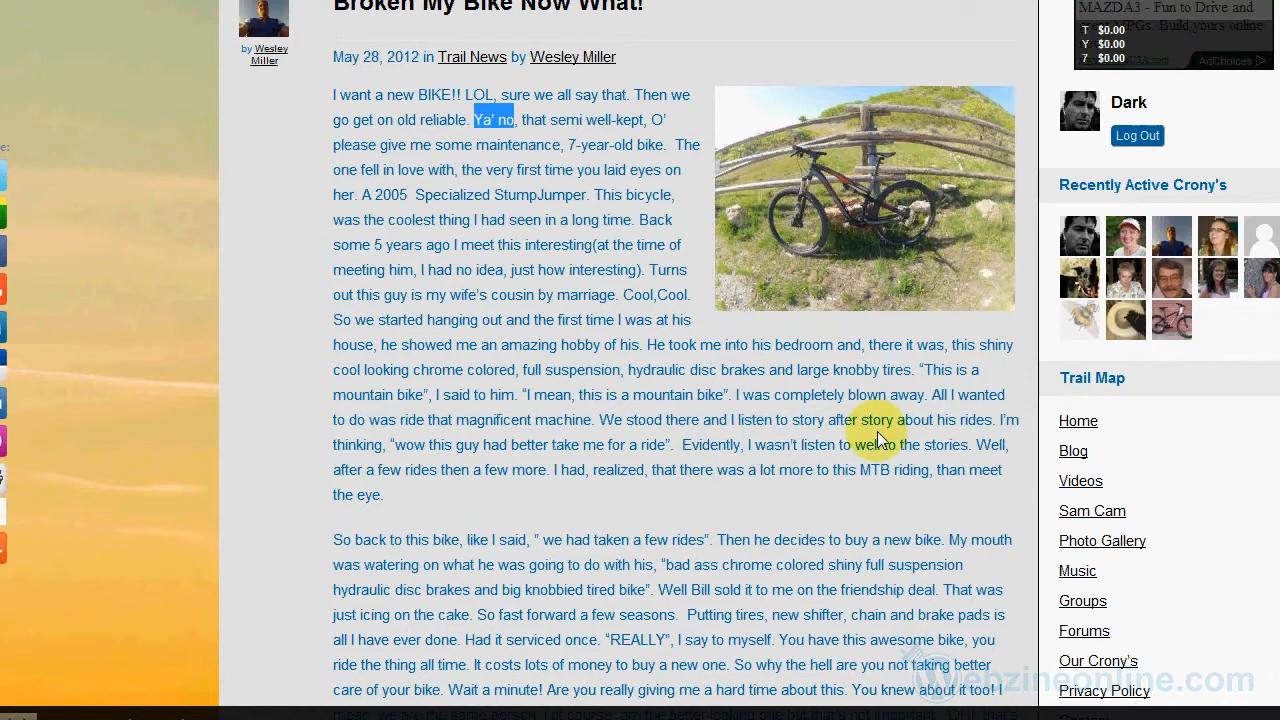 Broken My Bike Now What!
by Wesley
Miller
May 28, 2012 in Trail News by Wesley Miller
I want a new BIKE!! LOL, sure we all say that. Then we
go get on old reliable. Ya’ no, that semi well-kept, O’
please give me some maintenance, 7-year-old bike.  The
one fell in love with, the very first time you laid eyes on
her. A 2005  Specialized StumpJumper. This bicycle,
was the coolest thing I had seen in a long time. Back
some 5 years ago I meet this interesting(at the time of
meeting him, I had no idea, just how interesting). Turns
out this guy is my wife’s cousin by marriage. Cool,Cool.
So we started hanging out and the first time I was at his
house, he showed me an amazing hobby of his. He took me into his bedroom and, there it was, this shiny
cool looking chrome colored, full suspension, hydraulic disc brakes and large knobby tires. “This is a
mountain bike”, I said to him. “I mean, this is a mountain bike”. I was completely blown away. All I wanted
to do was ride that magnificent machine. We stood there and I listen to story after story about his rides. I’m
thinking, “wow this guy had better take me for a ride”.  Evidently, I wasn’t listen to well to the stories. Well,
after a few rides then a few more. I had, realized, that there was a lot more to this MTB riding, than meet
the eye.
So back to this bike, like I said, ” we had taken a few rides”. Then he decides to buy a new bike. My mouth
was watering on what he was going to do with his, “bad ass chrome colored shiny full suspension
hydraulic disc brakes and big knobbied tired bike”. Well Bill sold it to me on the friendship deal. That was
just icing on the cake. So fast forward a few seasons.  Putting tires, new shifter, chain and brake pads is
all I have ever done. Had it serviced once. “REALLY”, I say to myself. You have this awesome bike, you
ride the thing all time. It costs lots of money to buy a new one. So why the hell are you not taking better
care of your bike. Wait a minute! Are you really giving me a hard time about this. You knew about it too! I
MAZDA3 - Fun to Drive and
Build yours online
T $0.00
Y $0.00
7 $0.00
AdChoices
Dark
Log Out
Recently Active Crony's
Trail Map
Home
Blog
Videos
Sam Cam
Photo Gallery
Music
Groups
Forums
Our Crony’s
Privacy Policy
Webzineonline.com